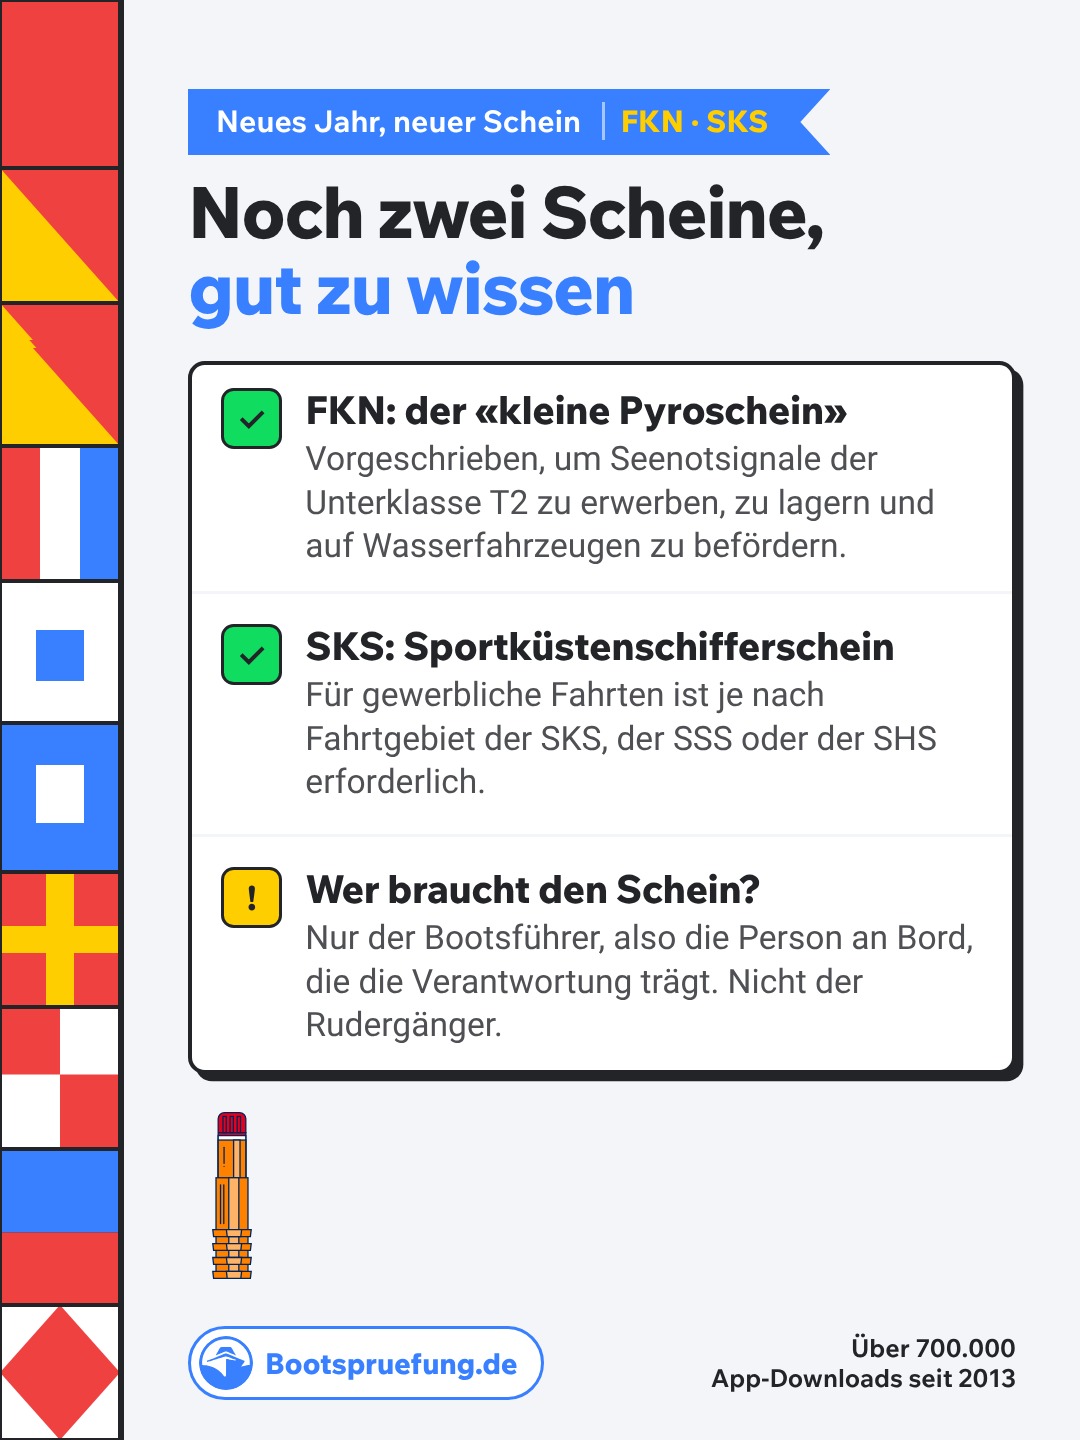 Neues Jahr, neuer Schein | FKN · SKS
Noch zwei Scheine,
gut zu wissen
FKN: der «kleine Pyroschein»
Vorgeschrieben, um Seenotsignale der
Unterklasse T2 zu erwerben, zu lagern und
auf Wasserfahrzeugen zu befördern.
SKS: Sportküstenschifferschein
Für gewerbliche Fahrten ist je nach
Fahrtgebiet der SKS, der SSS oder der SHS
erforderlich.
!
Wer braucht den Schein?
Nur der Bootsführer, also die Person an Bord,
die die Verantwortung trägt. Nicht der
Rudergänger.
Bootspruefung.de
Über 700.000
App-Downloads seit 2013